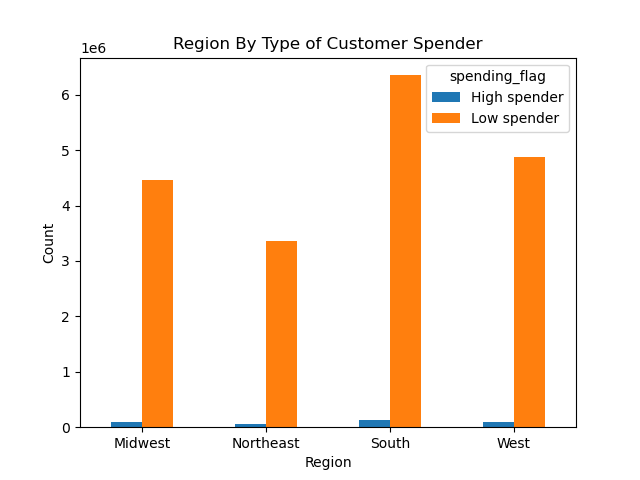 Region By Type of Customer Spender
1e6
spending_flag
High spender
Low spender
6
5
4
3
2
1
0
Count
Midwest Northeast South West
Region